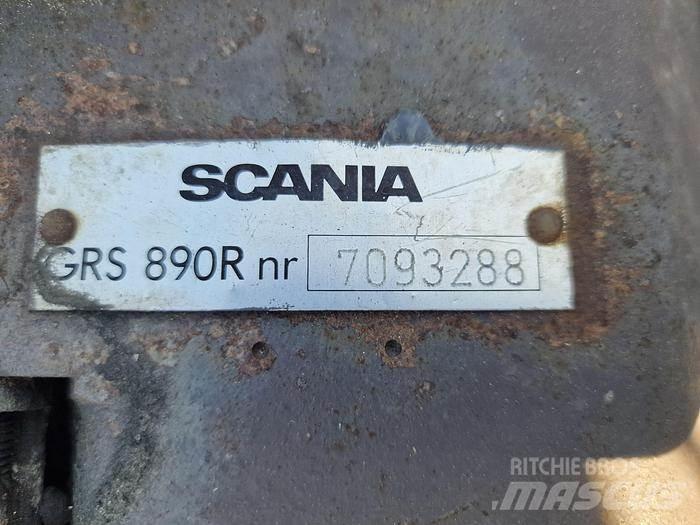 SCANIA
GRS 890R nr 7093288
RITCHIE BROS
MASCUS